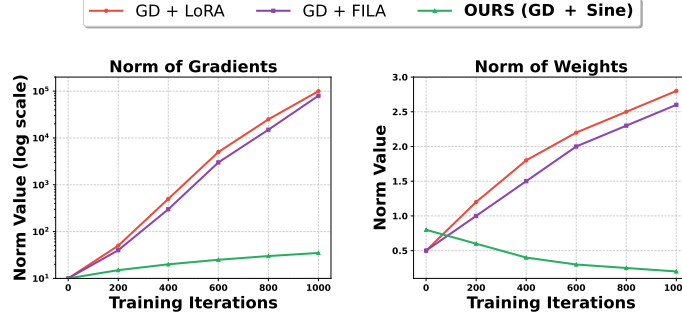 GD + LoRA GD + FILA OURS (GD + Sine)
Norm of Gradients
Norm Value (log scale)
10⁵
10⁴
10³
10²
10¹
0 200 400 600 800 1000
Training Iterations
Norm of Weights
Norm Value
3.0
2.5
2.0
1.5
1.0
0.5
0 200 400 600 800 1000
Training Iterations